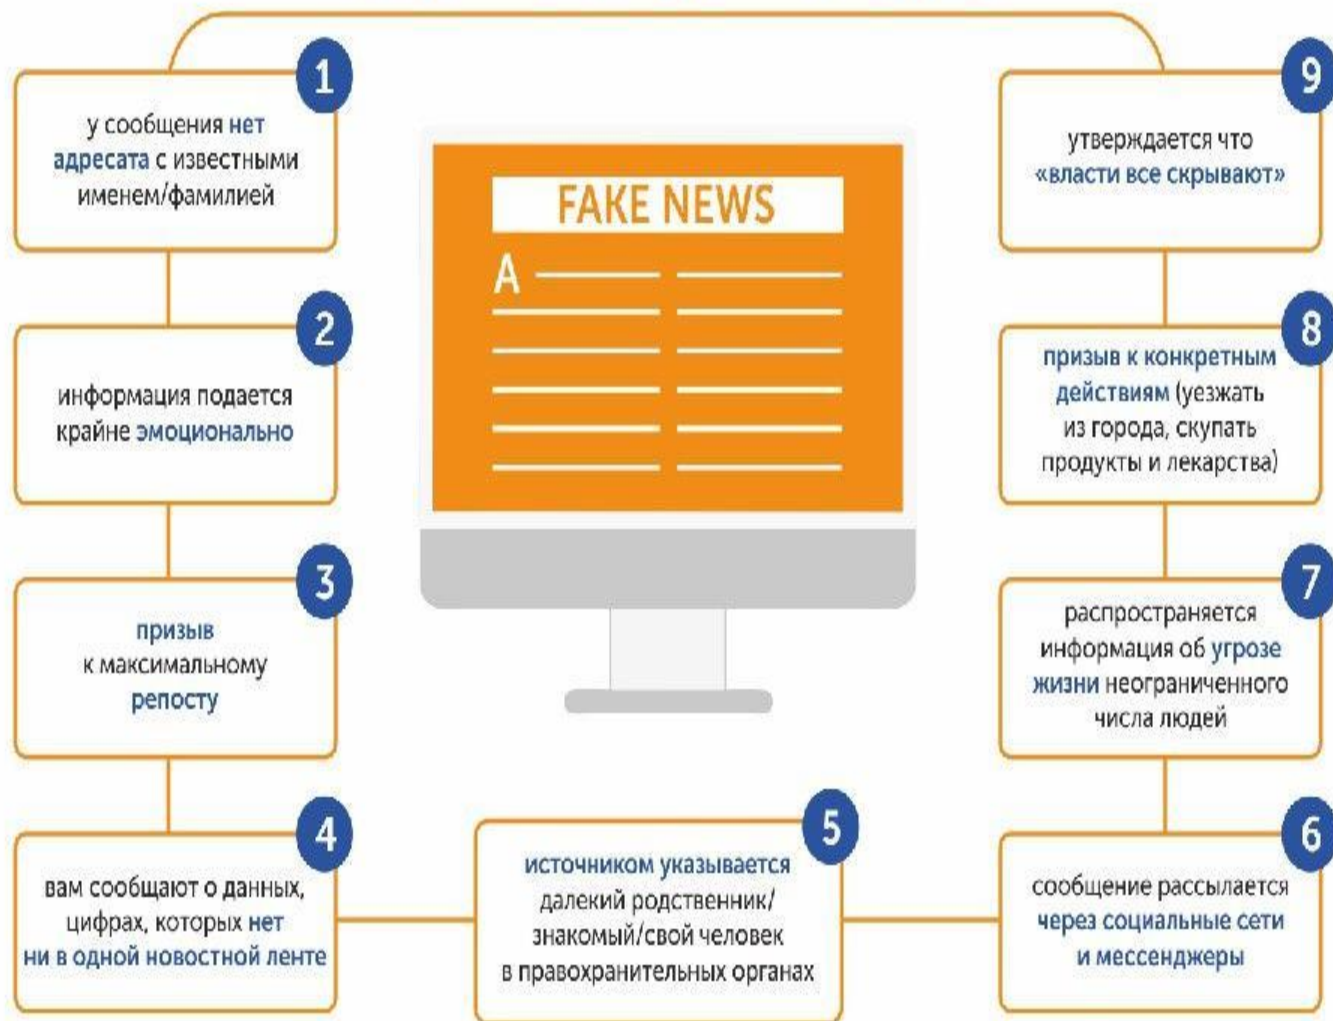 1
у сообщения нет
адресата с известными
именем/фамилией
2
информация подается
крайне эмоционально
3
призыв
к максимальному
репосту
4
вам сообщают о данных,
цифрах, которых нет
ни в одной новостной ленте
5
источником указывается
далекий родственник/
знакомый/свой человек
в правохранительных органах
6
сообщение рассылается
через социальные сети
и мессенджеры
7
распространяется
информация об угрозе
жизни неограниченного
числа людей
8
призыв к конкретным
действиям (уезжать
из города, скупать
продукты и лекарства)
9
утверждается что
«власти все скрывают»
FAKE NEWS
A